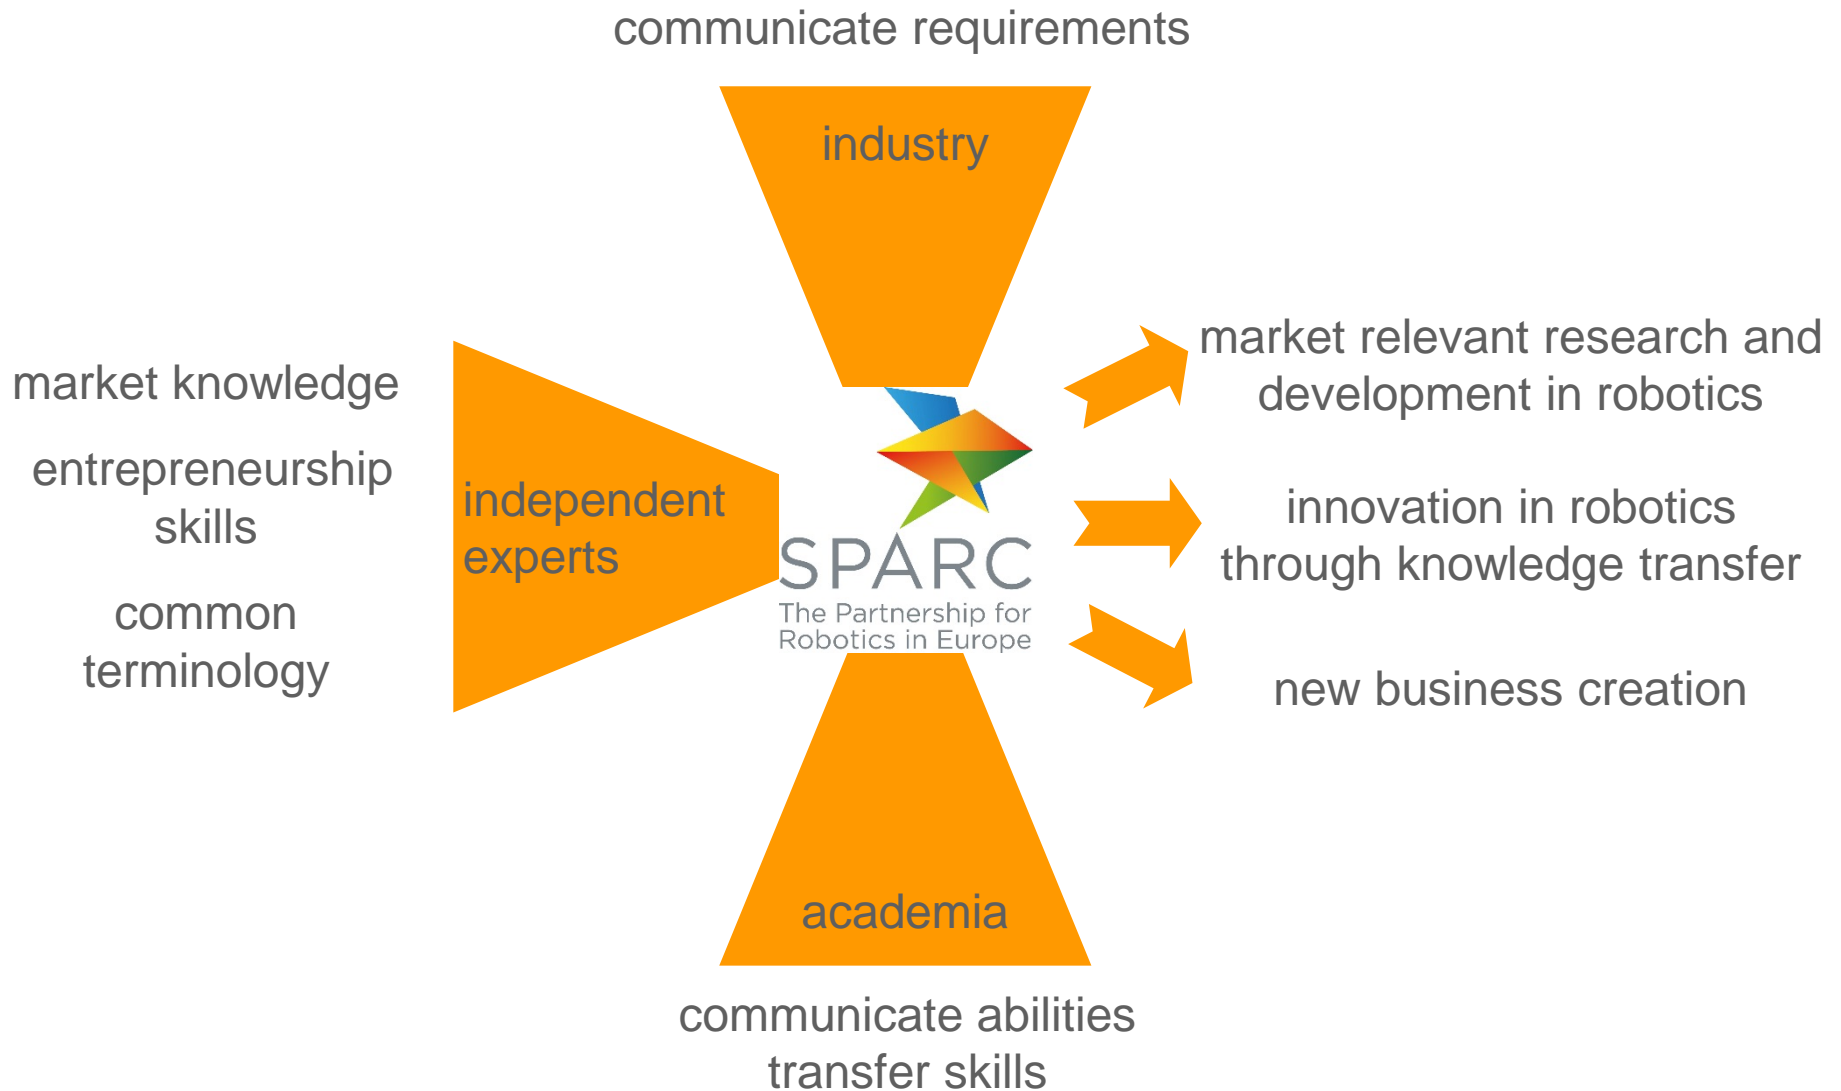 communicate requirements
industry
market knowledge
entrepreneurship
skills
common
terminology
independent
experts
SPARC
The Partnership for
Robotics in Europe
market relevant research and
development in robotics
innovation in robotics
through knowledge transfer
new business creation
academia
communicate abilities
transfer skills